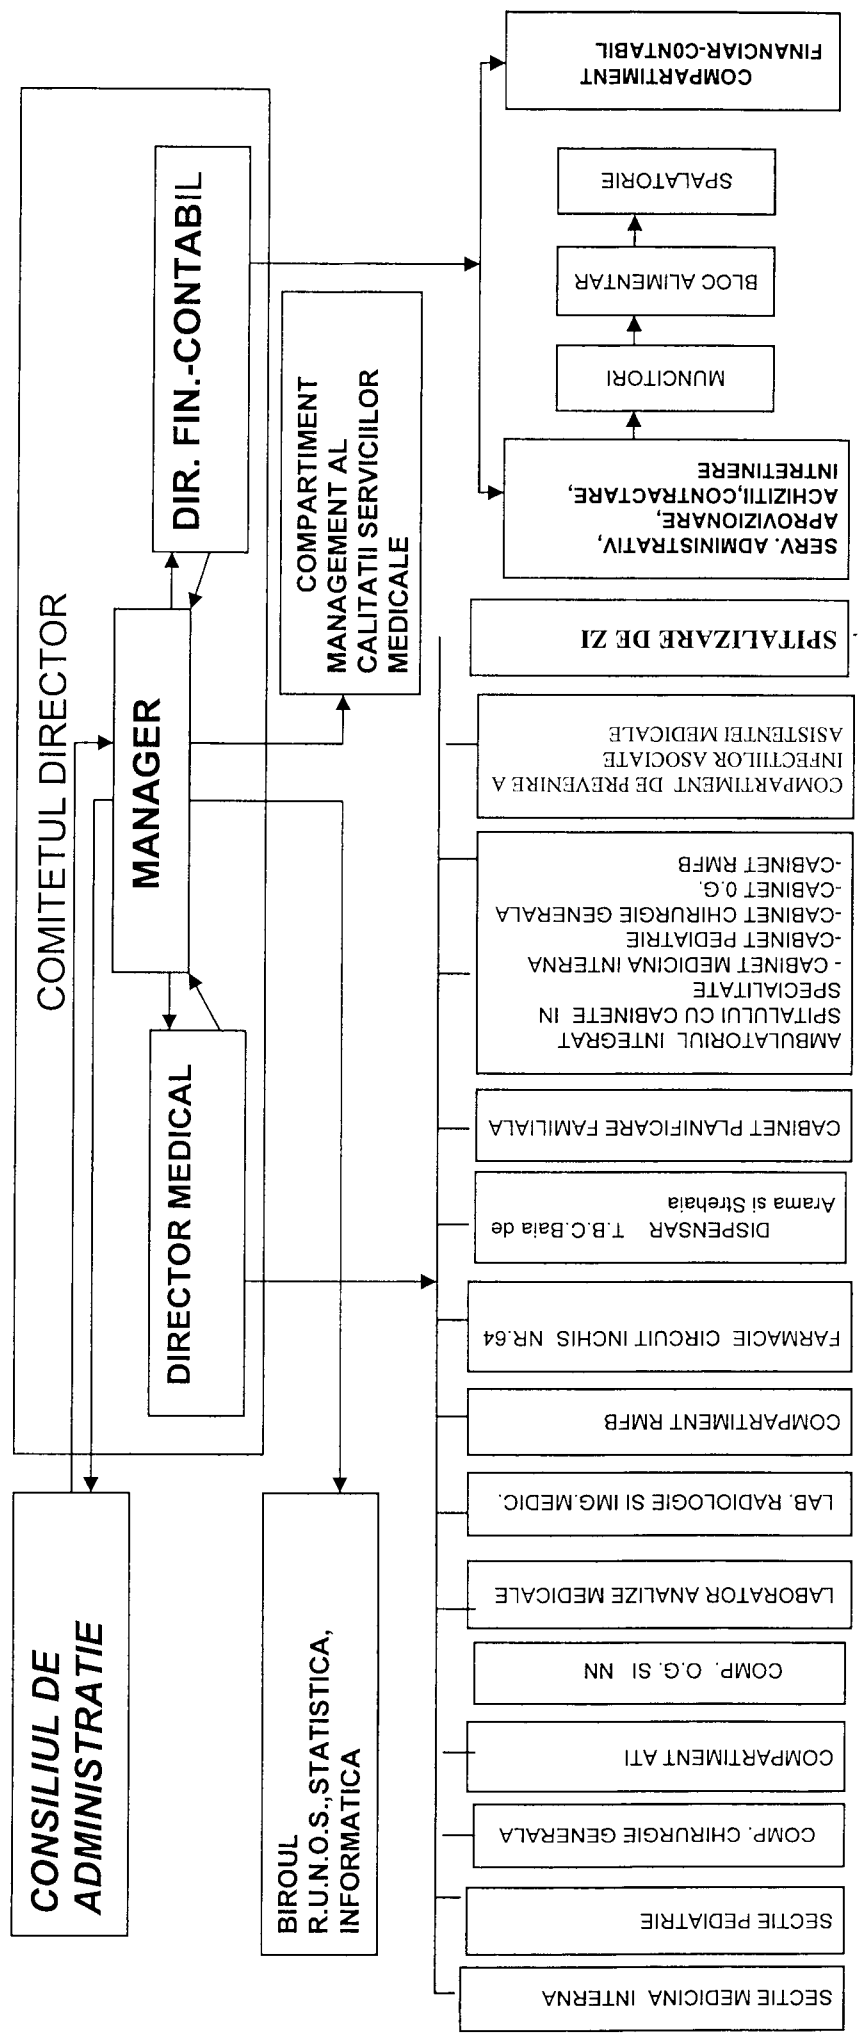 COMITETUL DIRECTOR
CONSILIUL DE
ADMINISTRATIE
DIRECTOR MEDICAL
MANAGER
DIR. FIN.-CONTABIL
BIROUL
R.U.N.O.S.,STATISTICA,
INFORMATICA
COMPARTIMENT
MANAGEMENT AL
CALITATII SERVICIILOR
MEDICALE
SECTIE MEDICINA INTERNA
SECTIE PEDIATRIE
COMP. CHIRURGIE GENERALA
COMPARTIMENT ATI
COMP. O.G. SI NN
LABORATOR ANALIZE MEDICALE
LAB. RADIOLOGIE SI IMG.MEDIC.
COMPARTIMENT RMFB
FARMACIE CIRCUIT INCHIS NR.64
DISPENSAR T.B.C.Baia de
Arama si Strehaia
CABINET PLANIFICARE FAMILIALA
AMBULATORIUL INTEGRAT
SPITALULUI CU CABINETE IN
SPECIALITATE
- CABINET MEDICINA INTERNA
-CABINET PEDIATRIE
-CABINET CHIRURGIE GENERALA
-CABINET O.G.
-CABINET RMFB
COMPARTIMENT DE PREVENIRE A
INFECTIILOR ASOCIATE
ASISTENTEI MEDICALE
SPITALIZARE DE ZI
SERV. ADMINISTRATIV,
APROVIZIONARE,
ACHIZITII,CONTRACTARE,
INTRETINERE
MUNCITORI
BLOC ALIMENTAR
SPALATORIE
COMPARTIMENT
FINANCIAR-CONTABIL